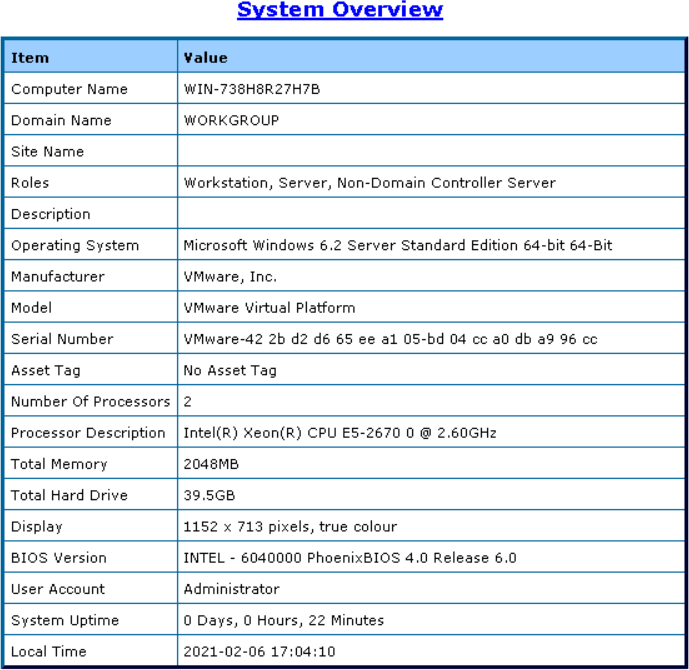 System Overview
Item Value
Computer Name WIN-738H8R27H7B
Domain Name WORKGROUP
Site Name
Roles Workstation, Server, Non-Domain Controller Server
Description
Operating System Microsoft Windows 6.2 Server Standard Edition 64-bit 64-Bit
Manufacturer VMware, Inc.
Model VMware Virtual Platform
Serial Number VMware-42 2b d2 d6 65 ee a1 05-bd 04 cc a0 db a9 96 cc
Asset Tag No Asset Tag
Number Of Processors 2
Processor Description Intel(R) Xeon(R) CPU E5-2670 0 @ 2.60GHz
Total Memory 2048MB
Total Hard Drive 39.5GB
Display 1152 x 713 pixels, true colour
BIOS Version INTEL - 6040000 PhoenixBIOS 4.0 Release 6.0
User Account Administrator
System Uptime 0 Days, 0 Hours, 22 Minutes
Local Time 2021-02-06 17:04:10